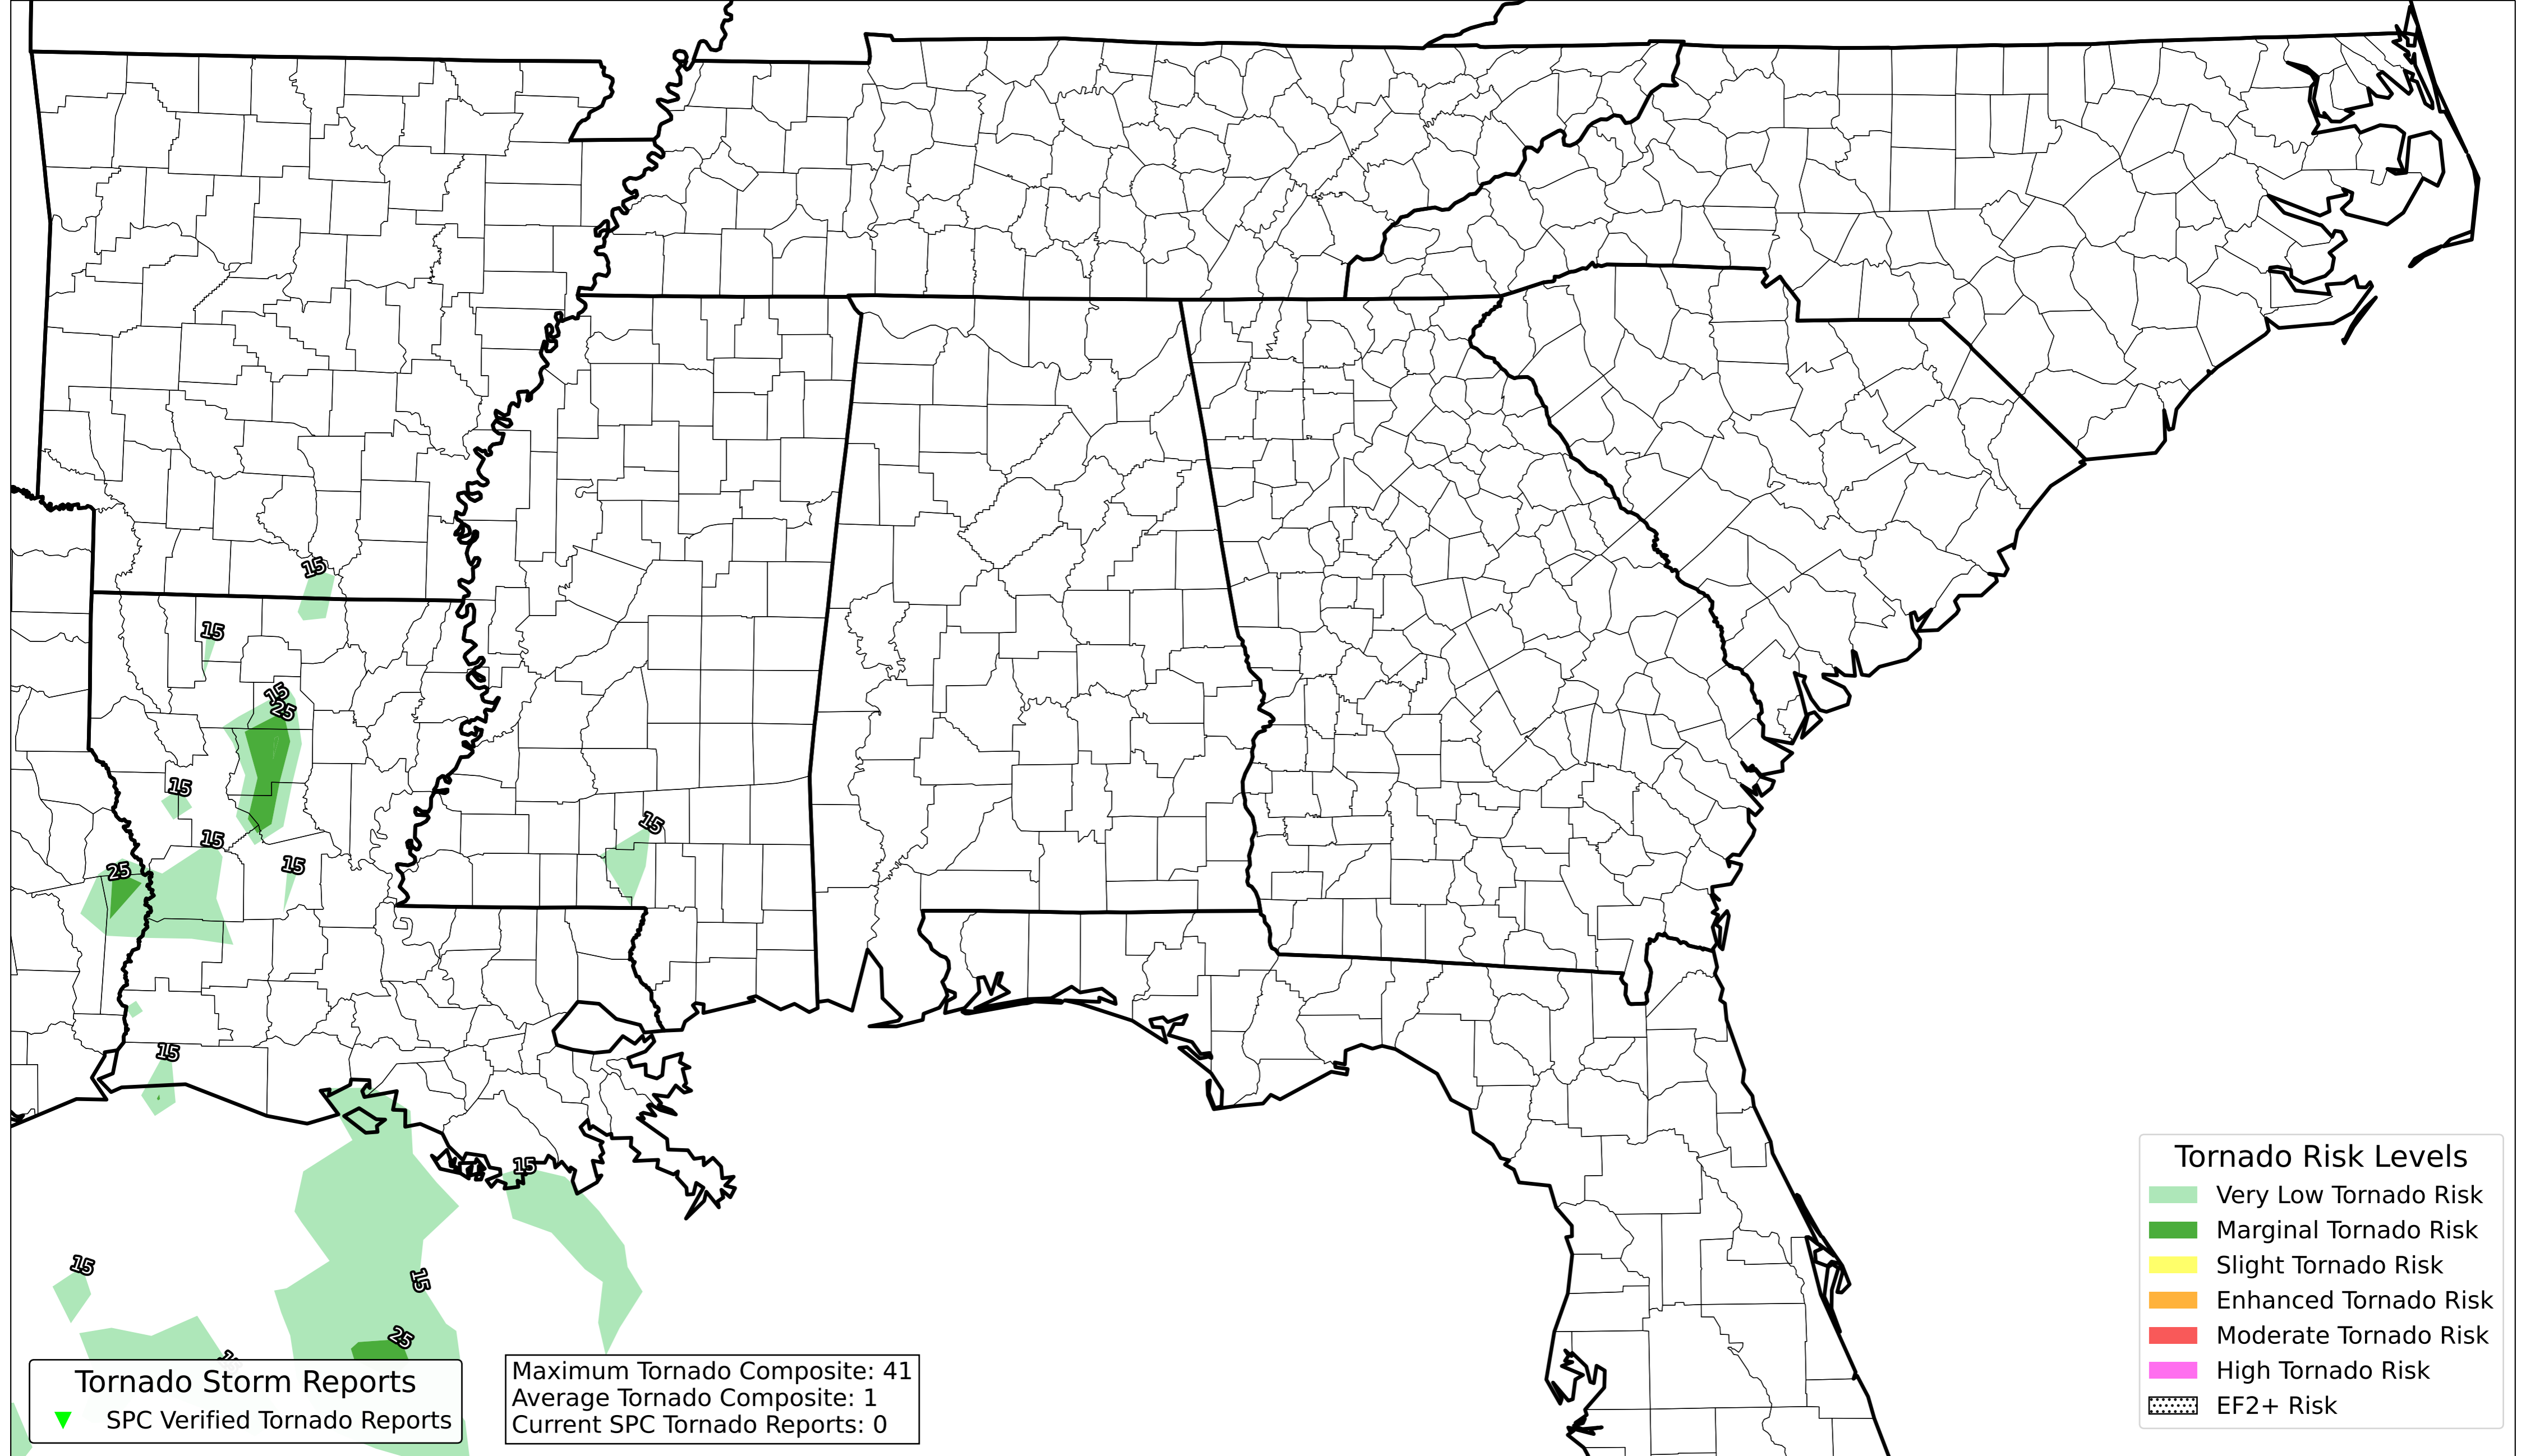 15
15
15
25
15
15
15
15
25
15
15
15
15
25
Tornado Storm Reports
SPC Verified Tornado Reports
Maximum Tornado Composite: 41
Average Tornado Composite: 1
Current SPC Tornado Reports: 0
Tornado Risk Levels
Very Low Tornado Risk
Marginal Tornado Risk
Slight Tornado Risk
Enhanced Tornado Risk
Moderate Tornado Risk
High Tornado Risk
EF2+ Risk